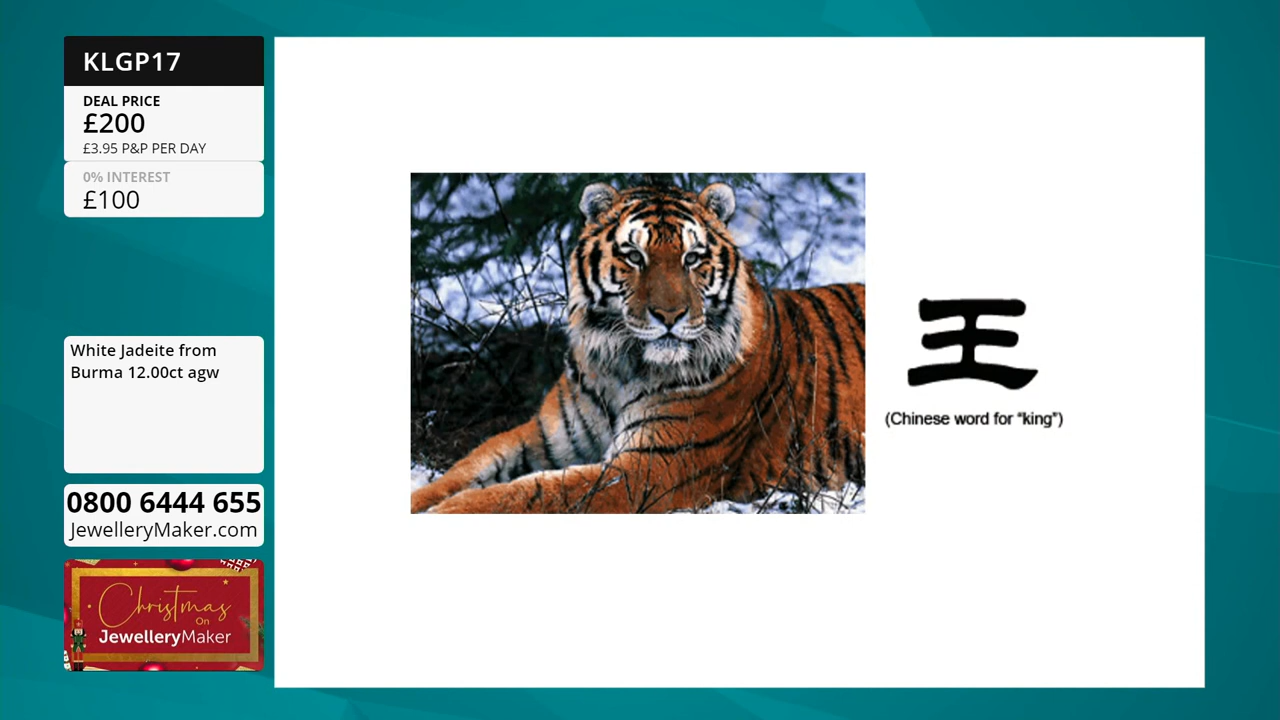 KLGP17
DEAL PRICE
£200
£3.95 P&P PER DAY
0% INTEREST
£100
White Jadeite from
Burma 12.00ct agw
0800 6444 655
JewelleryMaker.com
Christmas
On
JewelleryMaker
王
(Chinese word for “king”)